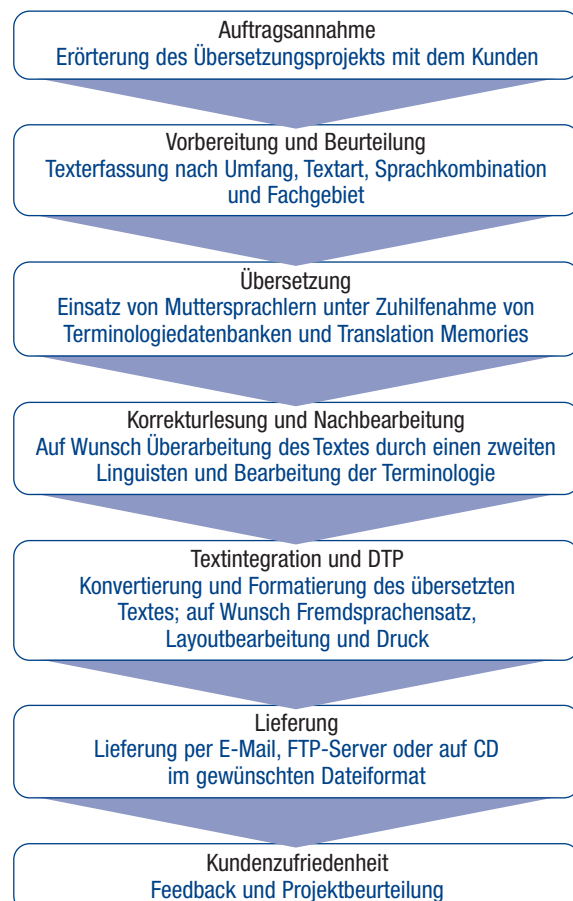 Auftragsannahme
Erörterung des Übersetzungsprojekts mit dem Kunden
Vorbereitung und Beurteilung
Texterfassung nach Umfang, Textart, Sprachkombination
und Fachgebiet
Übersetzung
Einsatz von Muttersprachlern unter Zuhilfenahme von
Terminologiedatenbanken und Translation Memories
Korrekturlesung und Nachbearbeitung
Auf Wunsch Überarbeitung des Textes durch einen zweiten
Linguisten und Bearbeitung der Terminologie
Textintegration und DTP
Konvertierung und Formatierung des übersetzten
Textes; auf Wunsch Fremdsprachensatz,
Layoutbearbeitung und Druck
Lieferung
Lieferung per E-Mail, FTP-Server oder auf CD
im gewünschten Dateiformat
Kundenzufriedenheit
Feedback und Projektbeurteilung